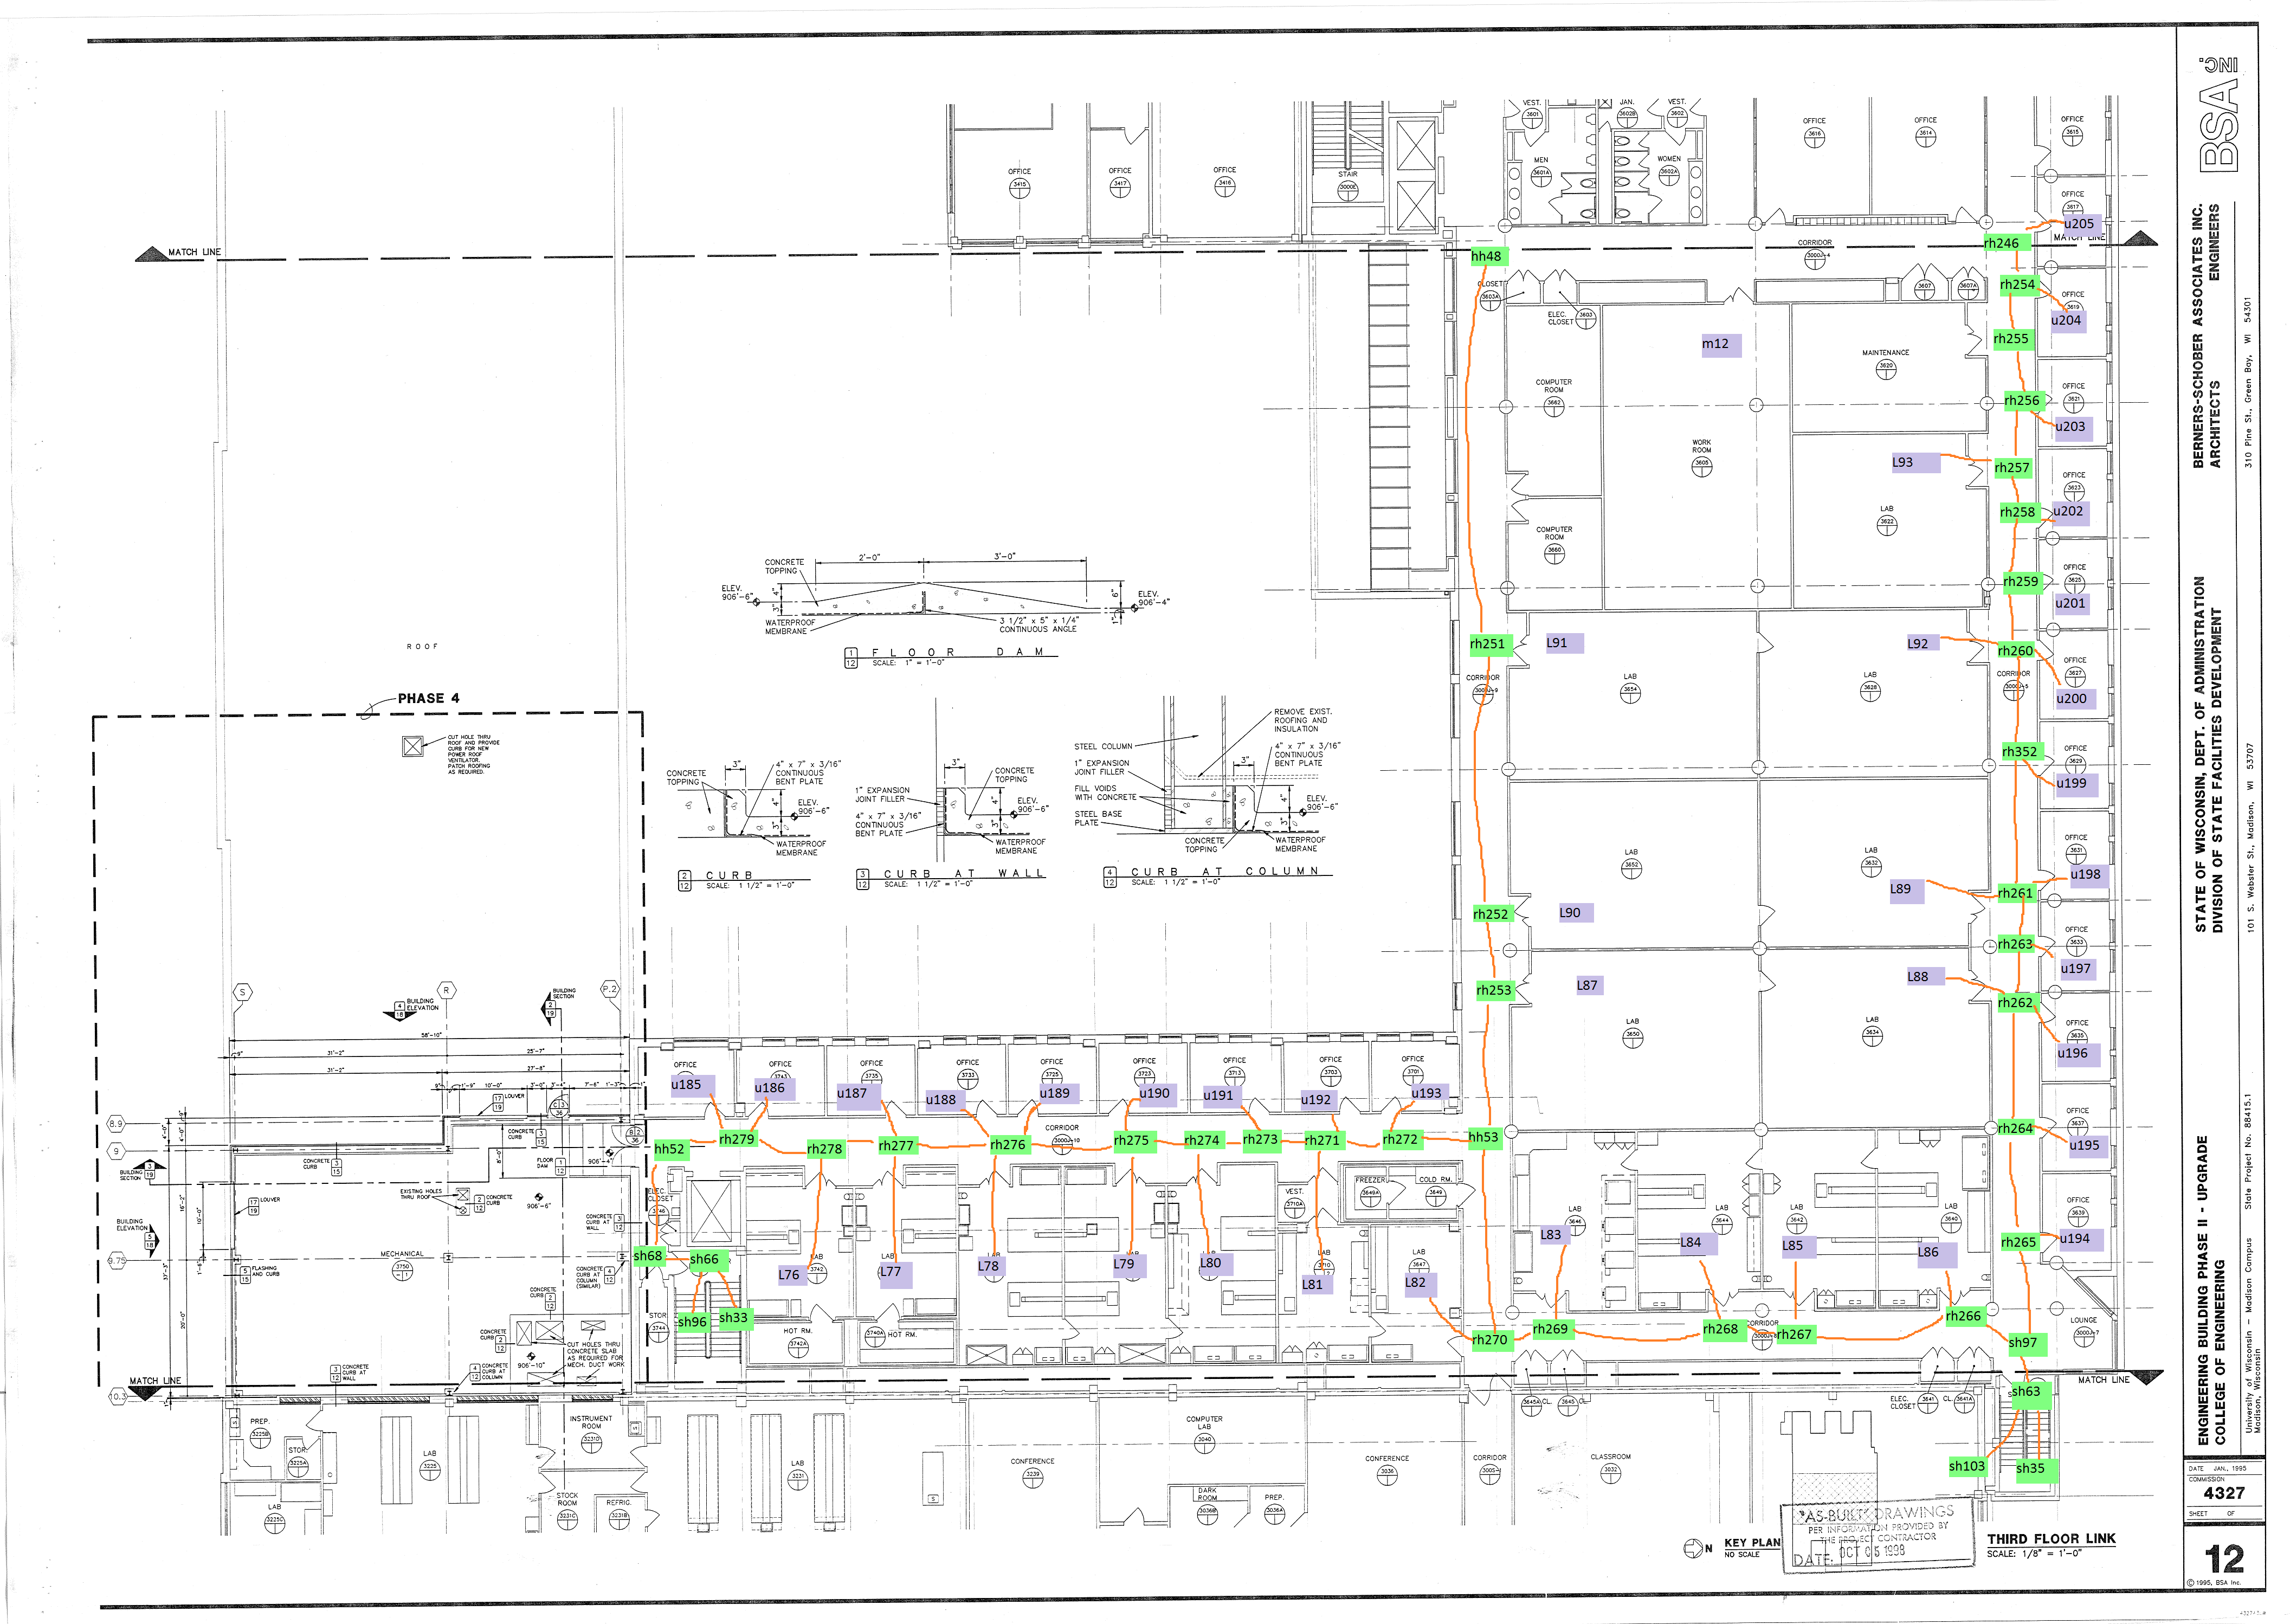 VEST.
3601
JAN.
3602B
VEST.
3602
OFFICE
3616
OFFICE
3614
OFFICE
3615
OFFICE
3415
OFFICE
3417
OFFICE
3416
STAIR
3000E
MEN
3601A
WOMEN
3602A
OFFICE
3617
u205
MATCH LINE
MATCH LINE
hh48
CORRIDOR
3000J-4
rh246
CLOSET
3603A
ELEC.
CLOSET
3603
3607
3607A
rh254
OFFICE
3619
u204
m12
MAINTENANCE
3620
rh255
COMPUTER
ROOM
3662
OFFICE
3621
rh256
u203
WORK
ROOM
3605
L93
rh257
OFFICE
3623
LAB
3622
rh258
u202
COMPUTER
ROOM
3660
OFFICE
3625
rh259
u201
CONCRETE
TOPPING
2'-0"
3'-0"
ELEV.
906'-6"
ELEV.
906'-4"
WATERPROOF
MEMBRANE
3 1/2" x 5" x 1/4"
CONTINUOUS ANGLE
1
12
FLOOR DAM
SCALE: 1" = 1'-0"
ROOF
PHASE 4
CUT HOLE THRU
ROOF AND PROVIDE
CURB FOR NEW
POWER ROOF
VENTILATOR.
PATCH ROOFING
AS REQUIRED.
rh251
L91
L92
rh260
CORRIDOR
3000J-9
LAB
3654
LAB
3628
CORRIDOR
3000J-5
OFFICE
3627
u200
CONCRETE
TOPPING
3"
4" x 7" x 3/16"
CONTINUOUS
BENT PLATE
ELEV.
906'-6"
WATERPROOF
MEMBRANE
2
12
CURB
SCALE: 1 1/2" = 1'-0"
1" EXPANSION
JOINT FILLER
4" x 7" x 3/16"
CONTINUOUS
BENT PLATE
3"
CONCRETE
TOPPING
ELEV.
906'-6"
WATERPROOF
MEMBRANE
3
12
CURB AT WALL
SCALE: 1 1/2" = 1'-0"
STEEL COLUMN
1" EXPANSION
JOINT FILLER
FILL VOIDS
WITH CONCRETE
STEEL BASE
PLATE
REMOVE EXIST.
ROOFING AND
INSULATION
4" x 7" x 3/16"
CONTINUOUS
BENT PLATE
3"
ELEV.
906'-6"
CONCRETE
TOPPING
WATERPROOF
MEMBRANE
4
12
CURB AT COLUMN
SCALE: 1 1/2" = 1'-0"
rh352
OFFICE
3629
u199
LAB
3652
LAB
3632
OFFICE
3631
L89
rh261
u198
rh252
L90
rh263
OFFICE
3633
u197
rh253
L87
L88
rh262
LAB
3650
LAB
3634
OFFICE
3635
u196
S
R
P.2
4
18
BUILDING
ELEVATION
BUILDING
SECTION
2
19
58'-10"
31'-2"
25'-7"
31'-2"
27'-8"
17
19
LOUVER
OFFICE
u185
OFFICE
3743
u186
OFFICE
3735
u187
OFFICE
3733
u188
OFFICE
3725
u189
OFFICE
3723
u190
OFFICE
3713
u191
OFFICE
3703
u192
OFFICE
3701
u193
8.9
9
9.75
10.3
hh52
rh279
rh278
rh277
rh276
CORRIDOR
3000J-10
rh275
rh274
rh273
rh271
rh272
hh53
rh264
OFFICE
3637
u195
BUILDING
SECTION
3
19
CONCRETE
CURB
3
15
CONCRETE
CURB
3
15
FLOOR
DAM
1
12
906'-4"
EXISTING HOLES
THRU ROOF
2
12
CONCRETE
CURB
906'-6"
17
19
LOUVER
BUILDING
ELEVATION
5
18
CONCRETE
CURB AT
WALL
3
12
ELEC.
CLOSET
3746
VEST.
3710A
FREEZER
3649A
COLD RM.
3649
MECHANICAL
3750
5
15
FLASHING
AND CURB
CONCRETE
CURB AT
COLUMN
(SIMILAR)
4
12
sh68
sh66
L76
LAB
3742
LAB
L77
L78
L79
L80
LAB
3710
L81
LAB
3647
L82
L83
LAB
3646
L84
LAB
3644
LAB
3642
L85
LAB
3640
L86
rh265
OFFICE
3639
u194
CONCRETE
CURB
2
12
CONCRETE
CURB
2
12
CUT HOLES THRU
CONCRETE SLAB
AS REQUIRED FOR
MECH. DUCT WORK
906'-10"
3
12
CONCRETE
CURB AT
WALL
4
12
CONCRETE
CURB AT
COLUMN
STOR
3744
sh96
sh33
HOT RM.
3742A
3740A
HOT RM.
rh270
rh269
rh268
CORRIDOR
3000J-8
rh267
rh266
sh97
LOUNGE
3000J-7
MATCH LINE
MATCH LINE
sh63
PREP.
3225B
STOR.
3225A
LAB
3225
LAB
3225C
INSTRUMENT
ROOM
3231D
STOCK
ROOM
3231C
REFRIG.
3231B
LAB
3231
CONFERENCE
3239
COMPUTER
LAB
3040
DARK
ROOM
3036B
PREP.
3036A
CONFERENCE
3036
CORRIDOR
3005
3645A
CL.
3645
CLASSROOM
3032
ELEC.
CLOSET
3641
CL.
3641A
sh103
sh35
N
KEY PLAN
NO SCALE
"AS-BUILT" DRAWINGS
PER INFORMATION PROVIDED BY
THE PROJECT CONTRACTOR
DATE: OCT 05 1998
THIRD FLOOR LINK
SCALE: 1/8" = 1'-0"
BSA INC.
BERNERS-SCHOBER ASSOCIATES INC.
ARCHITECTS ENGINEERS
310 Pine St., Green Bay, WI 54301
STATE OF WISCONSIN, DEPT. OF ADMINISTRATION
DIVISION OF STATE FACILITIES DEVELOPMENT
101 S. Webster St., Madison, WI 53707
ENGINEERING BUILDING PHASE II - UPGRADE
COLLEGE OF ENGINEERING
University of Wisconsin - Madison Campus State Project No. 88415.1
Madison, Wisconsin
DATE JAN., 1995
COMMISSION
4327
SHEET OF
12
© 1995, BSA Inc.